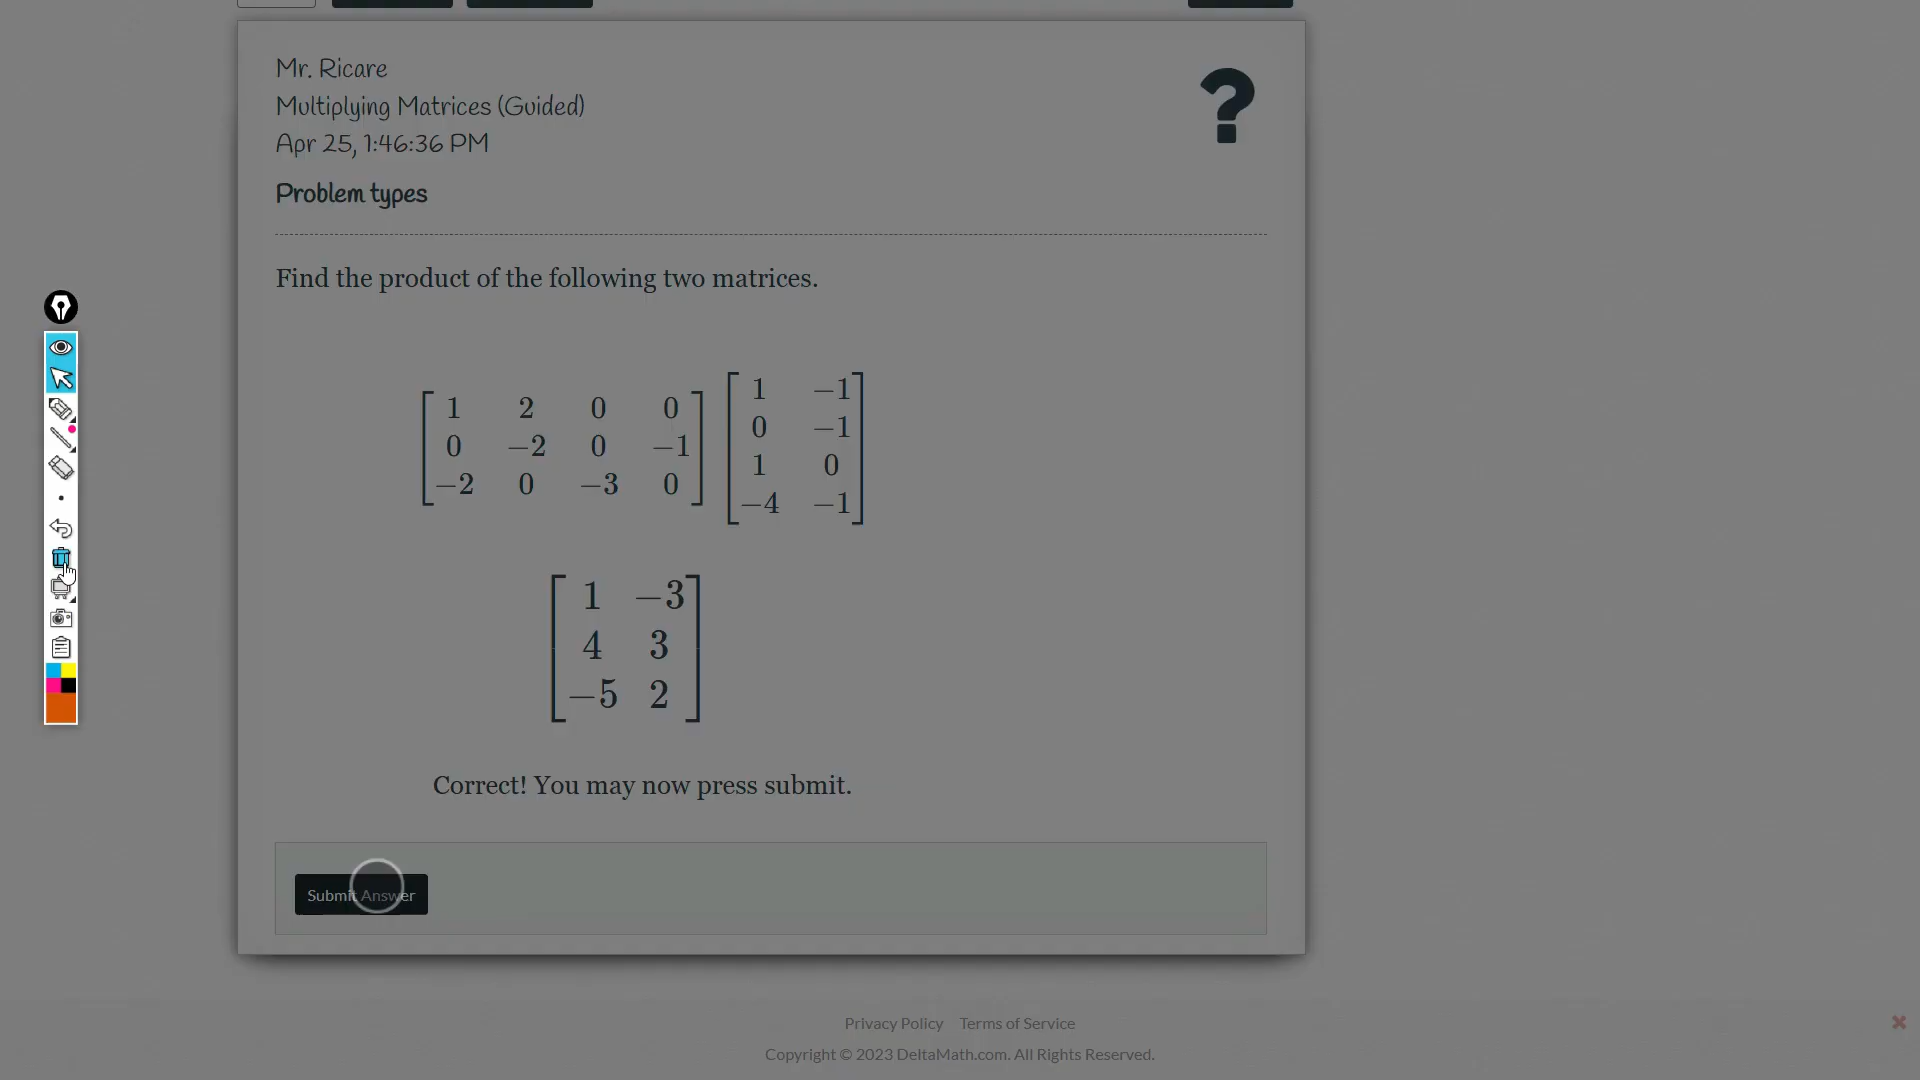 Mr. Ricare
Multiplying Matrices (Guided)
Apr 25, 1:46:36 PM
?
Problem types
Find the product of the following two matrices.
1 2 0 0
0 −2 0 −1
−2 0 −3 0
1 −1
0 −1
1 0
−4 −1
1 −3
4 3
−5 2
Correct! You may now press submit.
Submit Answer
Privacy Policy Terms of Service
Copyright © 2023 DeltaMath.com. All Rights Reserved.